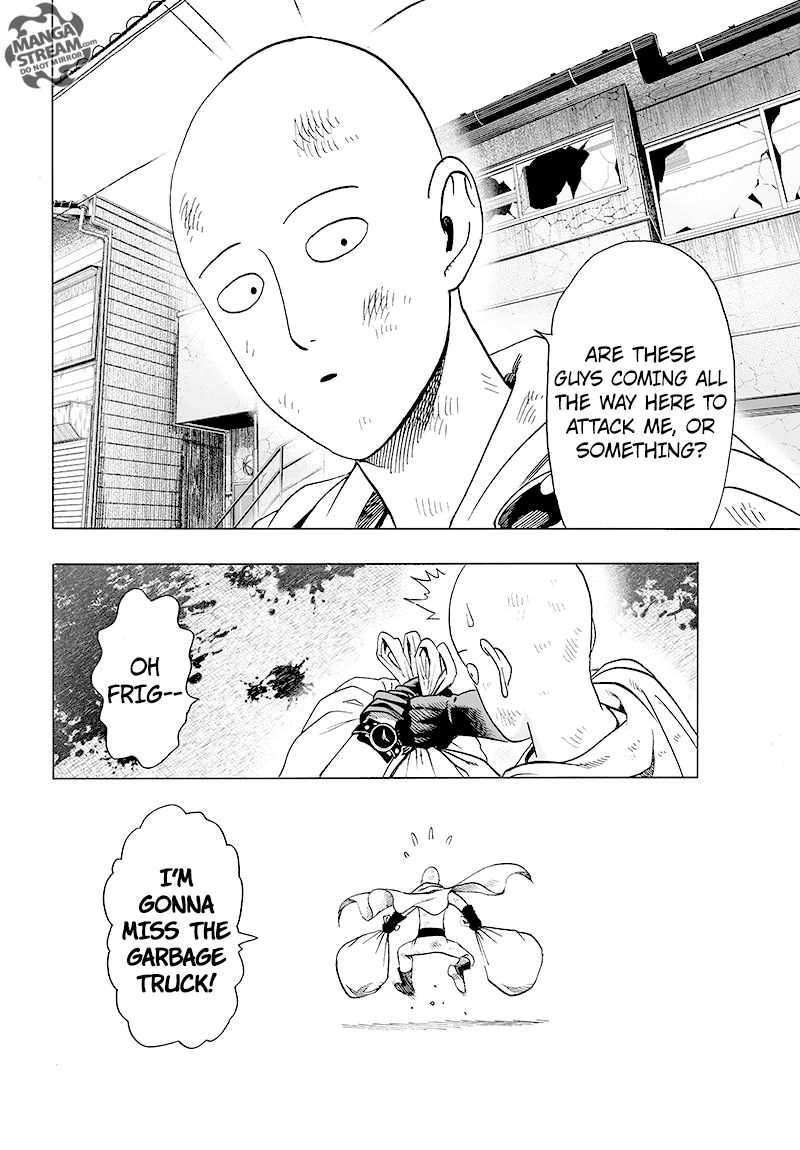 MANGA
STREAM.com
DO NOT MIRROR!
ARE THESE
GUYS COMING ALL
THE WAY HERE TO
ATTACK ME, OR
SOMETHING?
OH
FRIG--
I'M
GONNA
MISS THE
GARBAGE
TRUCK!